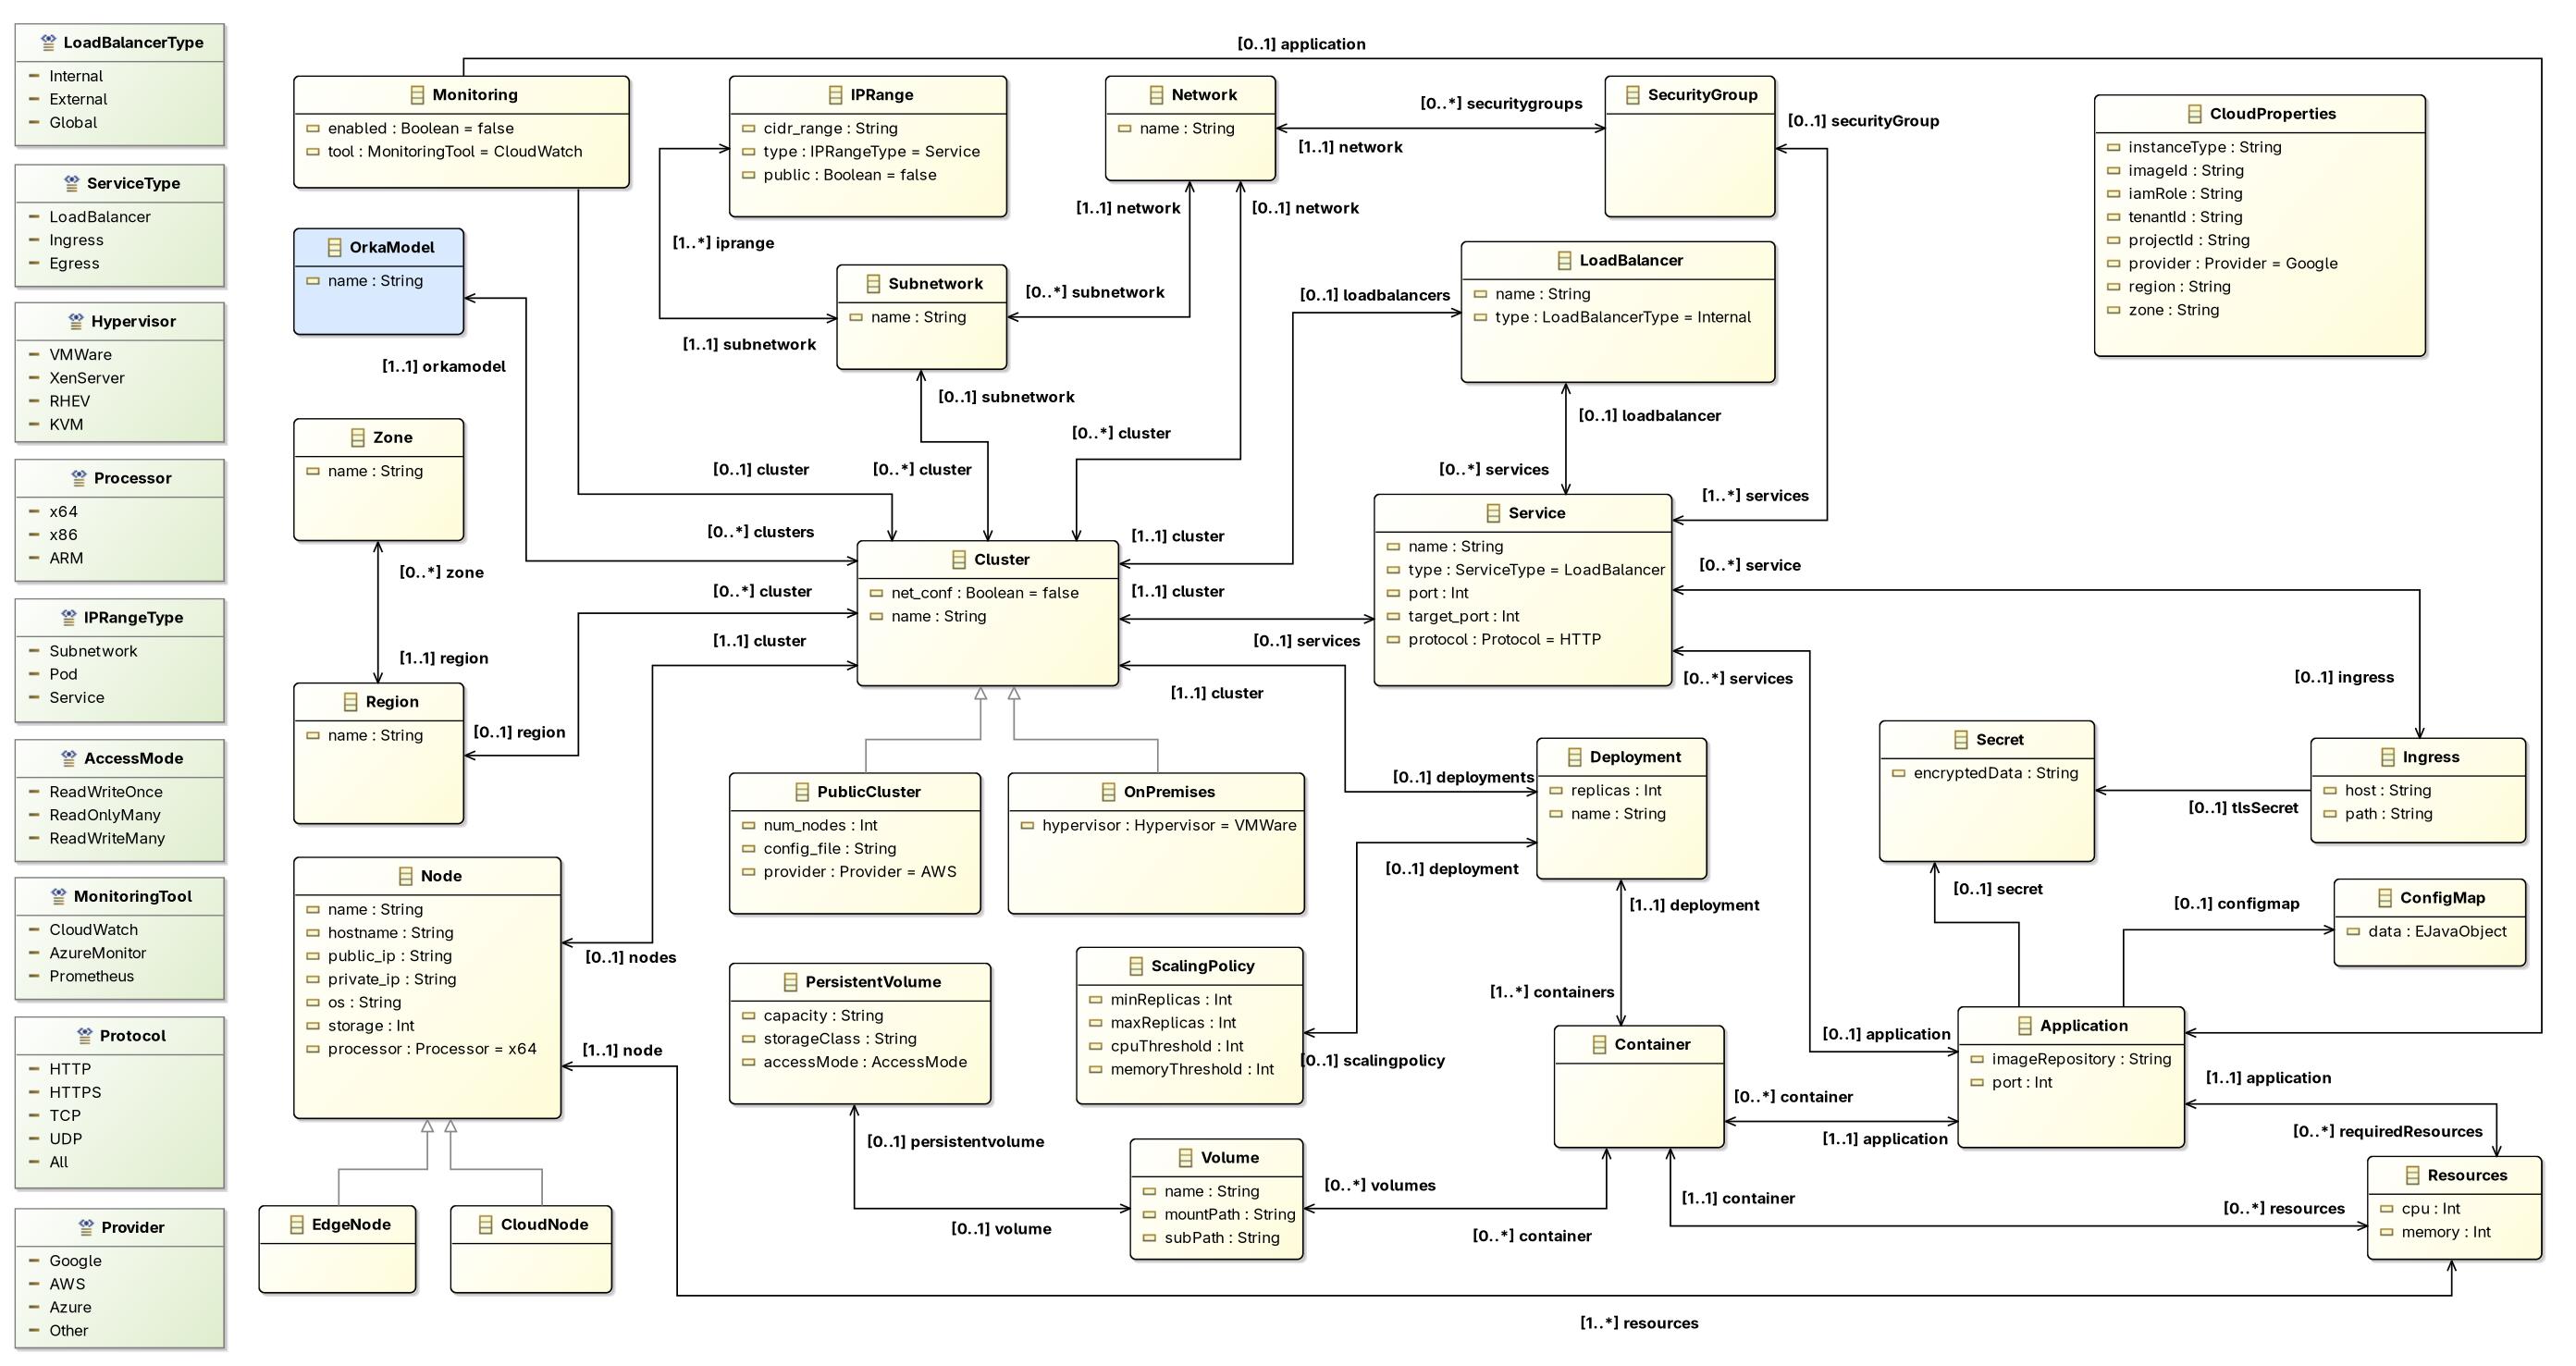 LoadBalancerType
Internal
External
Global
ServiceType
LoadBalancer
Ingress
Egress
Hypervisor
VMWare
XenServer
RHEV
KVM
Processor
x64
x86
ARM
IPRangeType
Subnetwork
Pod
Service
AccessMode
ReadWriteOnce
ReadOnlyMany
ReadWriteMany
MonitoringTool
CloudWatch
AzureMonitor
Prometheus
Protocol
HTTP
HTTPS
TCP
UDP
All
Provider
Google
AWS
Azure
Other
[0..1] application
Monitoring
enabled : Boolean = false
tool : MonitoringTool = CloudWatch
IPRange
cidr_range : String
type : IPRangeType = Service
public : Boolean = false
Network
name : String
[0..*] securitygroups
[1..1] network
SecurityGroup
[0..1] securityGroup
CloudProperties
instanceType : String
imageId : String
iamRole : String
tenantId : String
projectId : String
provider : Provider = Google
region : String
zone : String
[1..1] network
[0..1] network
[1..*] iprange
OrkaModel
name : String
[1..1] orkamodel
Subnetwork
name : String
[0..*] subnetwork
[1..1] subnetwork
[0..1] subnetwork
LoadBalancer
name : String
type : LoadBalancerType = Internal
[0..1] loadbalancers
[0..1] loadbalancer
[0..*] services
[1..*] services
Zone
name : String
[0..*] zone
[1..1] region
[0..1] cluster
[0..*] cluster
[0..*] cluster
[0..*] clusters
[1..1] cluster
Cluster
net_conf : Boolean = false
name : String
[0..*] cluster
[1..1] cluster
[1..1] cluster
[0..1] services
[1..1] cluster
Service
name : String
type : ServiceType = LoadBalancer
port : Int
target_port : Int
protocol : Protocol = HTTP
[0..*] service
[0..*] services
[0..1] ingress
Region
name : String
[0..1] region
PublicCluster
num_nodes : Int
config_file : String
provider : Provider = AWS
OnPremises
hypervisor : Hypervisor = VMWare
Deployment
replicas : Int
name : String
[0..1] deployments
[0..1] deployment
[1..1] deployment
Secret
encryptedData : String
[0..1] tlsSecret
Ingress
host : String
path : String
[0..1] secret
[0..1] configmap
ConfigMap
data : EJavaObject
Node
name : String
hostname : String
public_ip : String
private_ip : String
os : String
storage : Int
processor : Processor = x64
[0..1] nodes
[1..1] node
PersistentVolume
capacity : String
storageClass : String
accessMode : AccessMode
ScalingPolicy
minReplicas : Int
maxReplicas : Int
cpuThreshold : Int
memoryThreshold : Int
[0..1] scalingpolicy
[1..*] containers
Container
[0..1] application
Application
imageRepository : String
port : Int
[0..*] container
[1..1] application
[1..1] application
[0..*] requiredResources
[0..1] persistentvolume
[0..1] volume
Volume
name : String
mountPath : String
subPath : String
[0..*] volumes
[0..*] container
[1..1] container
[0..*] resources
Resources
cpu : Int
memory : Int
EdgeNode
CloudNode
[1..*] resources